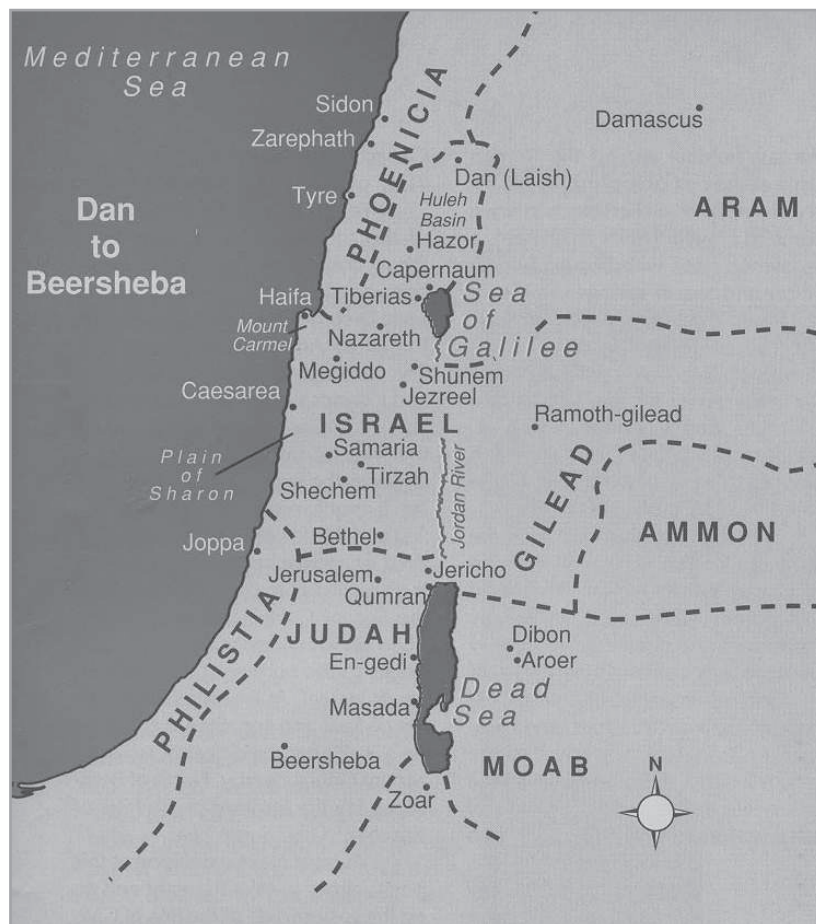 Mediterranean
Sea
Sidon
Zarephath
Tyre
PHOENICIA
Damascus
Dan (Laish)
Huleh
Basin
ARAM
Dan
to
Beersheba
Hazor
Capernaum
Haifa
Tiberias
Sea
of
Galilee
Mount
Carmel
Nazareth
Megiddo
Shunem
Jezreel
Caesarea
ISRAEL
Ramoth-gilead
Plain
of
Sharon
Samaria
Tirzah
Shechem
Jordan River
GILEAD
AMMON
Joppa
Bethel
Jericho
Jerusalem
Qumran
PHILISTIA
JUDAH
Dibon
Aroer
En-gedi
Dead
Sea
Masada
Beersheba
MOAB
N
Zoar